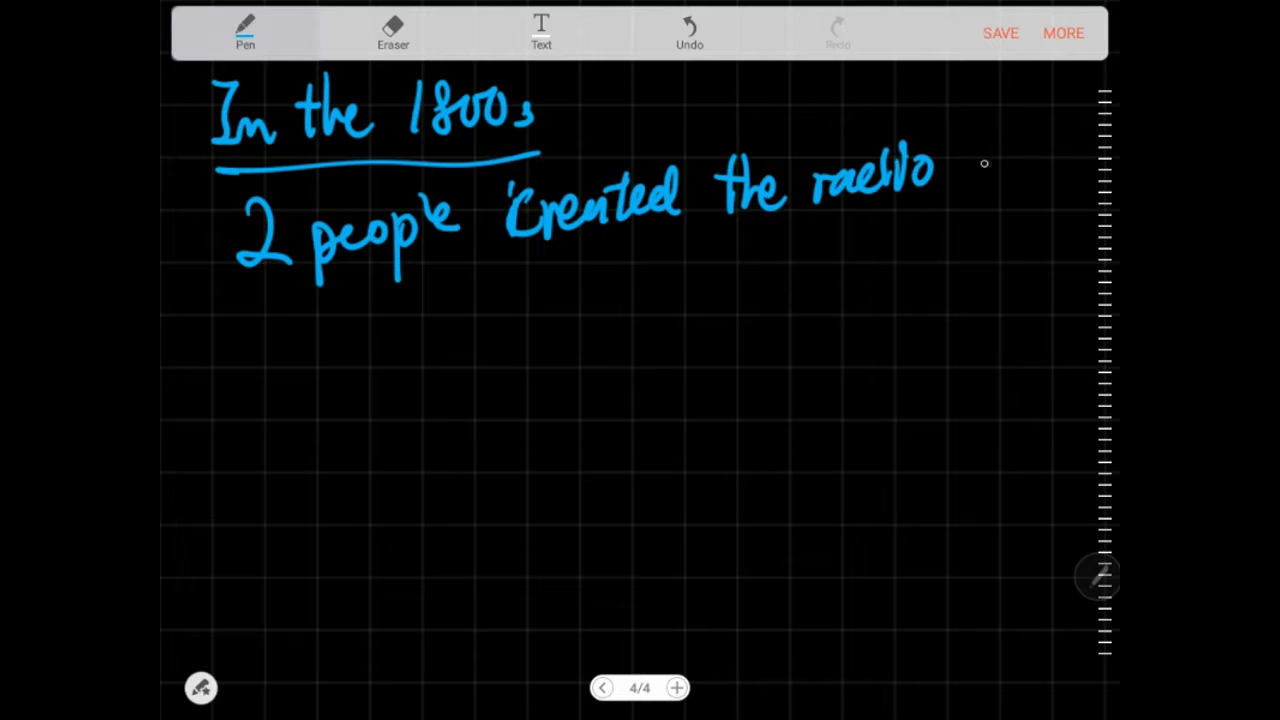 Pen Eraser Text Undo Redo SAVE MORE
In the 1800s
2 people created the radio
4/4